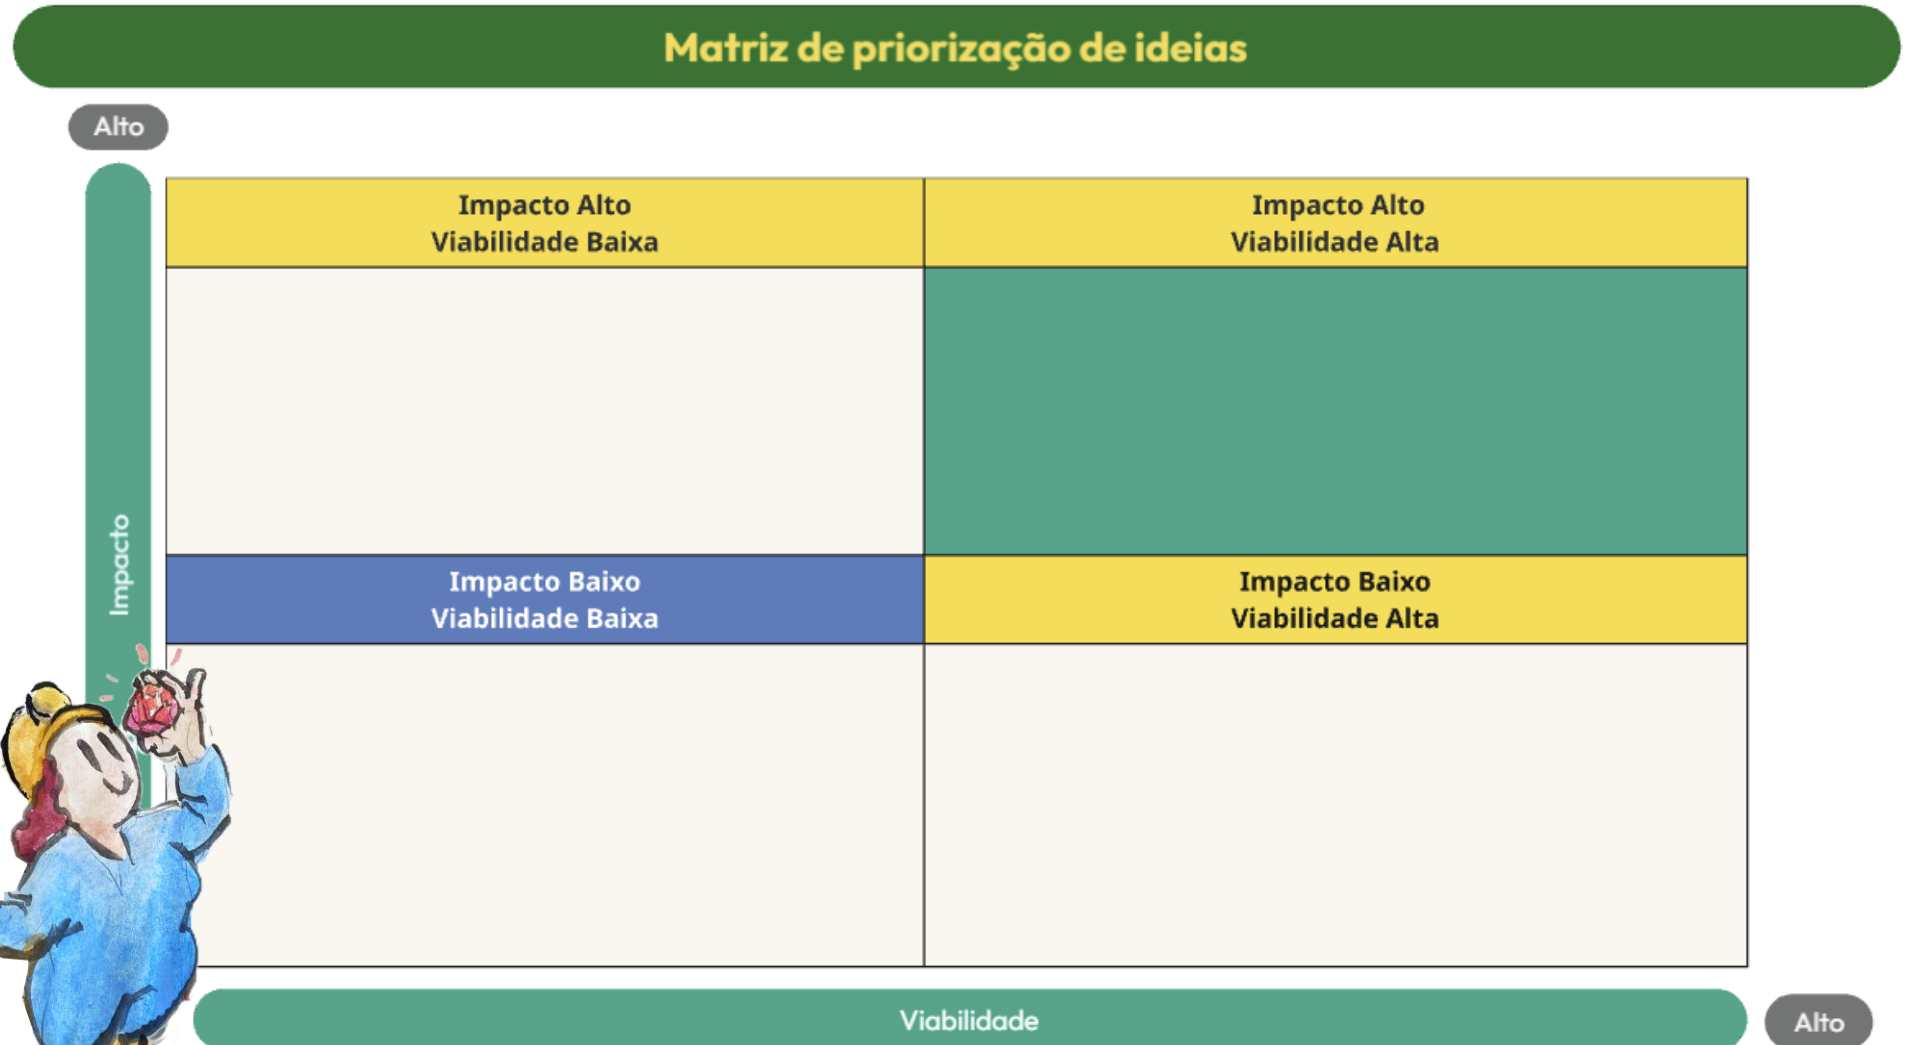 Matriz de priorização de ideias
Alto
Impacto Alto
Viabilidade Baixa
Impacto Alto
Viabilidade Alta
Impacto
Impacto Baixo
Viabilidade Baixa
Impacto Baixo
Viabilidade Alta
Viabilidade
Alto